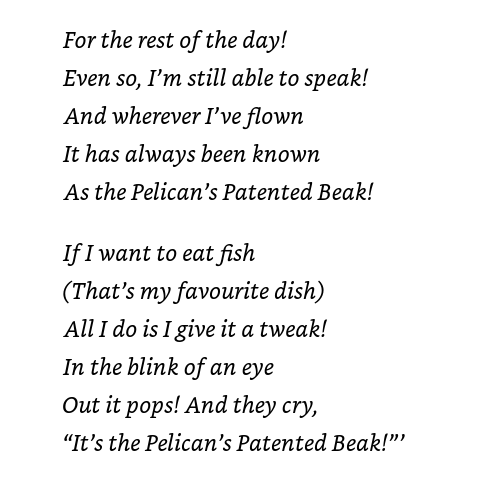 For the rest of the day!
Even so, I’m still able to speak!
And wherever I’ve flown
It has always been known
As the Pelican’s Patented Beak!
If I want to eat fish
(That’s my favourite dish)
All I do is I give it a tweak!
In the blink of an eye
Out it pops! And they cry,
“It’s the Pelican’s Patented Beak!”’